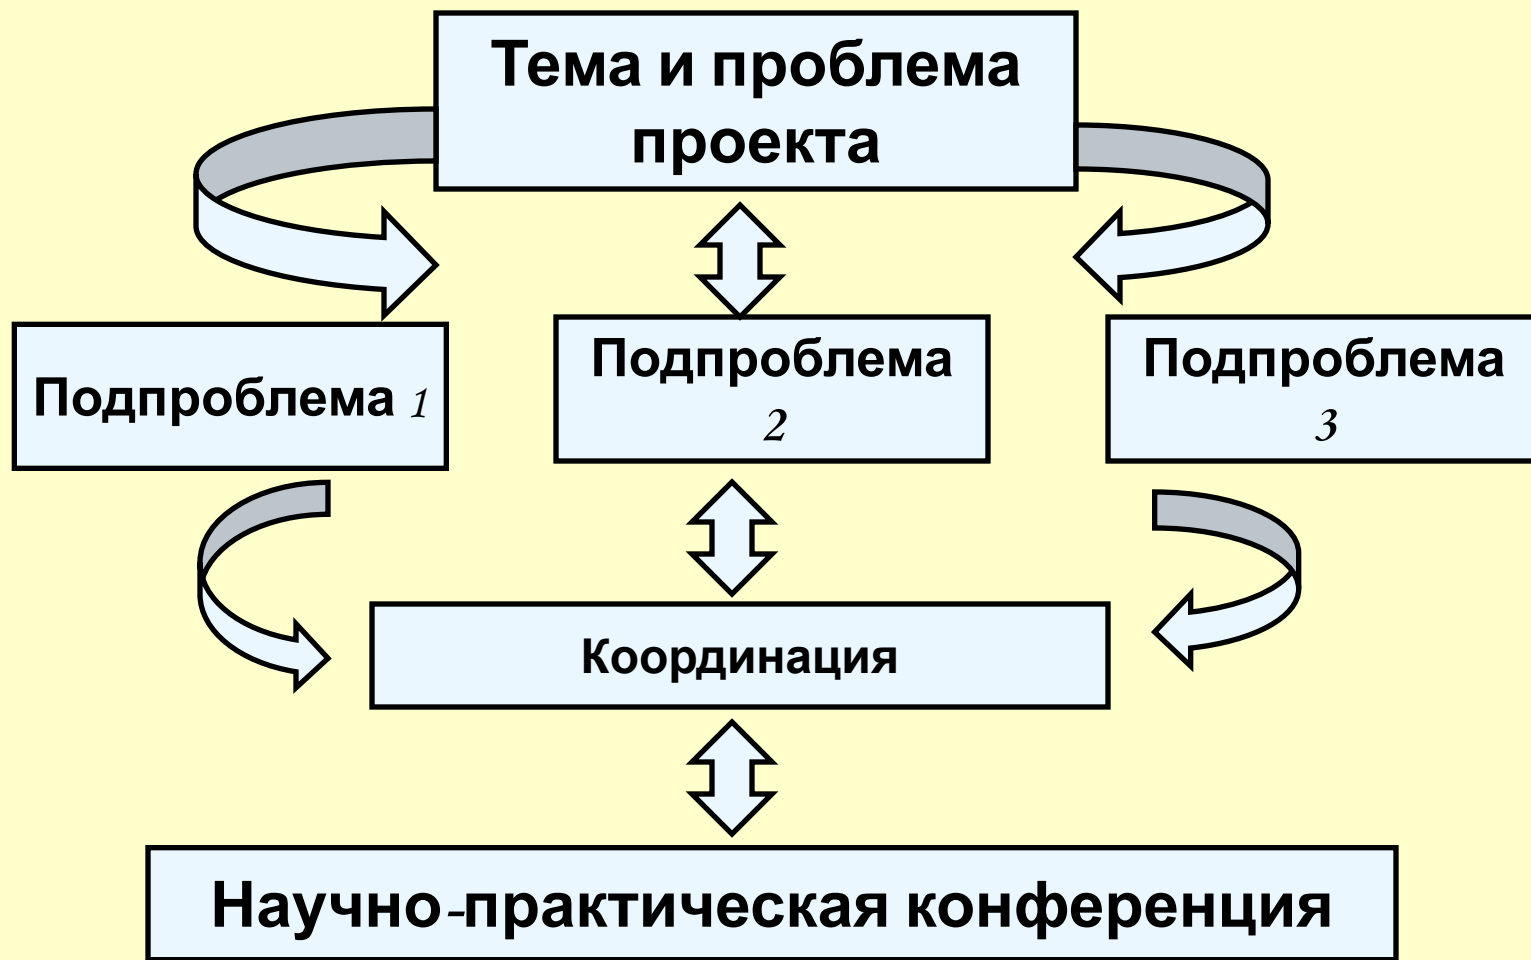 Тема и проблема
проекта
Подпроблема 1
Подпроблема
2
Подпроблема
3
Координация
Научно-практическая конференция